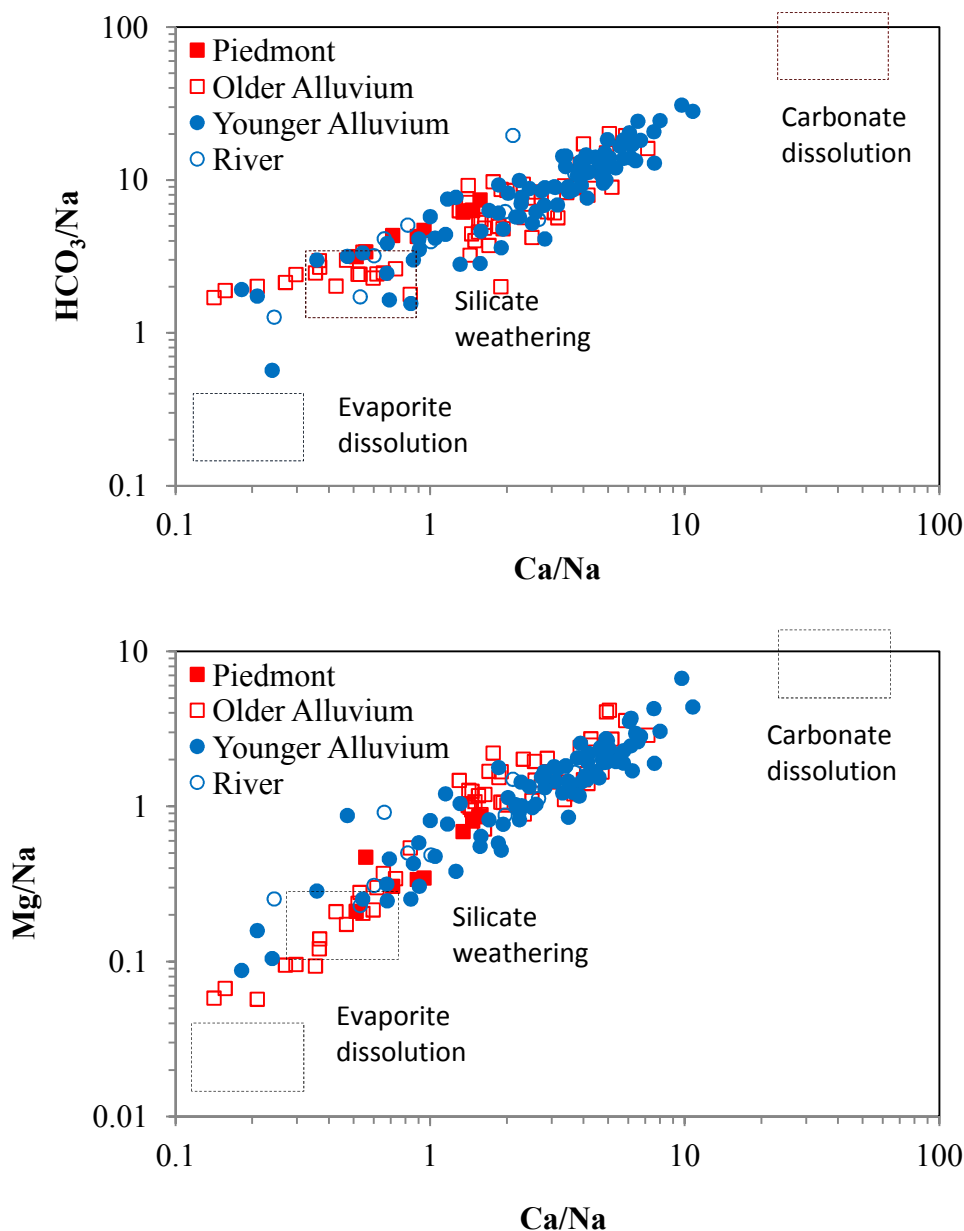 100
10
1
0.1
HCO₃/Na
Piedmont
Older Alluvium
Younger Alluvium
River
Carbonate
dissolution
Silicate
weathering
Evaporite
dissolution
0.1 1 10 100
Ca/Na
10
1
0.1
0.01
Mg/Na
Piedmont
Older Alluvium
Younger Alluvium
River
Carbonate
dissolution
Silicate
weathering
Evaporite
dissolution
0.1 1 10 100
Ca/Na